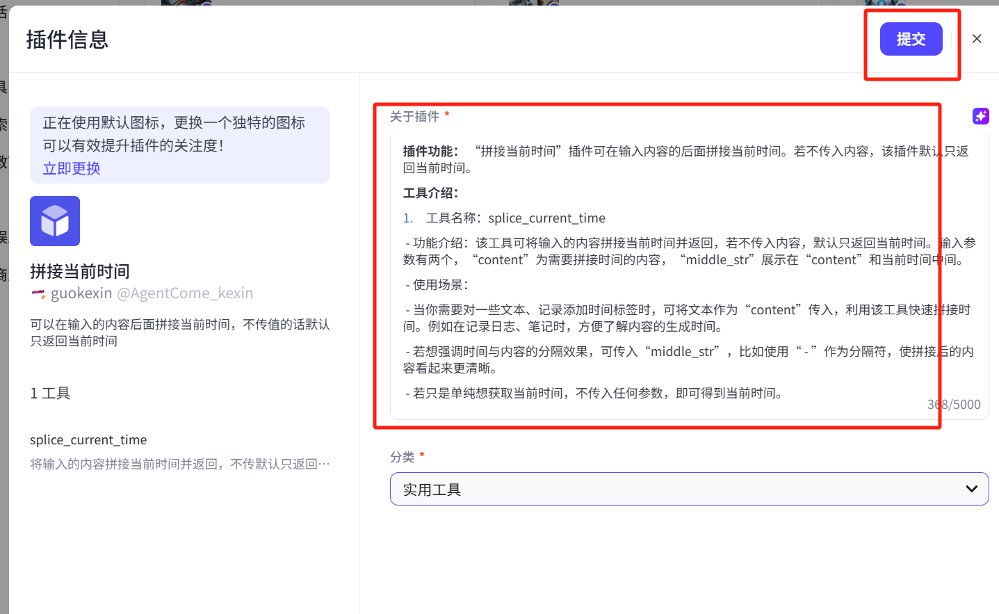 活
具
索
数
误
商
插件信息
提交
正在使用默认图标，更换一个独特的图标
可以有效提升插件的关注度！
立即更换
拼接当前时间
guokexin @AgentCome_kexin
可以在输入的内容后面拼接当前时间，不传值的话默认
只返回当前时间
1 工具
splice_current_time
将输入的内容拼接当前时间并返回，不传默认只返回…
关于插件 *
插件功能： “拼接当前时间”插件可在输入内容的后面拼接当前时间。若不传入内容，该插件默认只返
回当前时间。
工具介绍：
1. 工具名称：splice_current_time
- 功能介绍：该工具可将输入的内容拼接当前时间并返回，若不传入内容，默认只返回当前时间。输入参
数有两个，“content”为需要拼接时间的内容，“middle_str”展示在“content”和当前时间中间。
- 使用场景：
- 当你需要对一些文本、记录添加时间标签时，可将文本作为“content”传入，利用该工具快速拼接时
间。例如在记录日志、笔记时，方便了解内容的生成时间。
- 若想强调时间与内容的分隔效果，可传入“middle_str”，比如使用“ - ”作为分隔符，使拼接后的内
容看起来更清晰。
- 若只是单纯想获取当前时间，不传入任何参数，即可得到当前时间。
368/5000
分类 *
实用工具